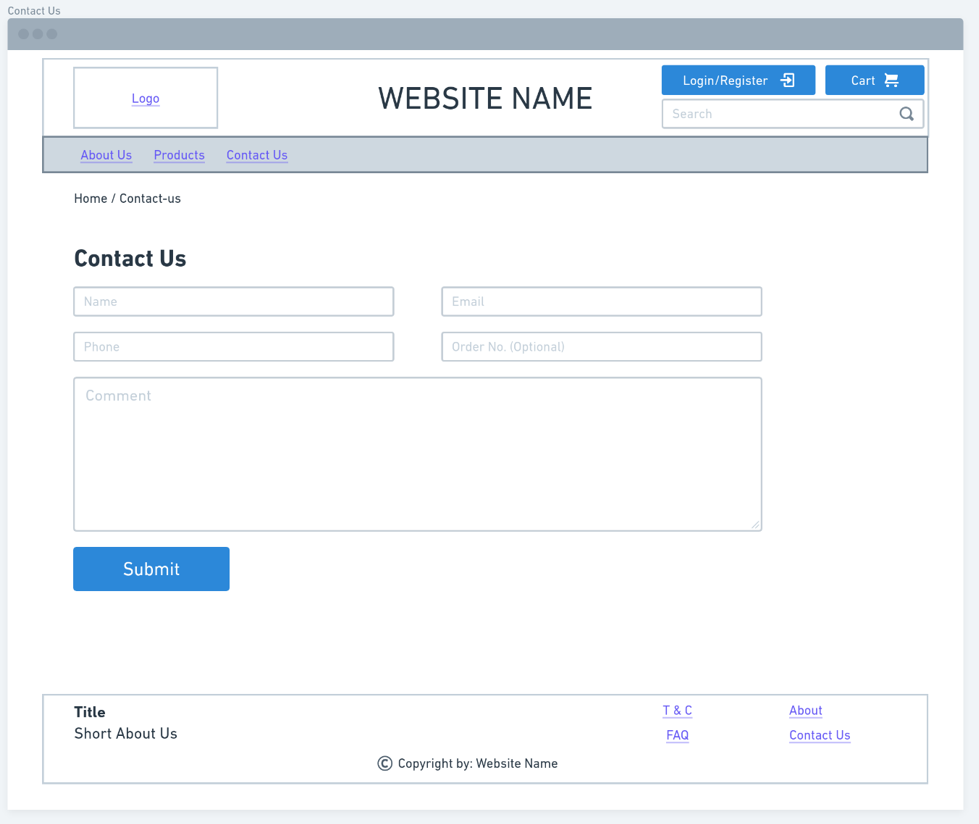 Contact Us
Logo
WEBSITE NAME
Login/Register
Cart
Search
About Us Products Contact Us
Home / Contact-us
Contact Us
Name Email
Phone Order No. (Optional)
Comment
Submit
Title
Short About Us
T & C About
FAQ Contact Us
© Copyright by: Website Name